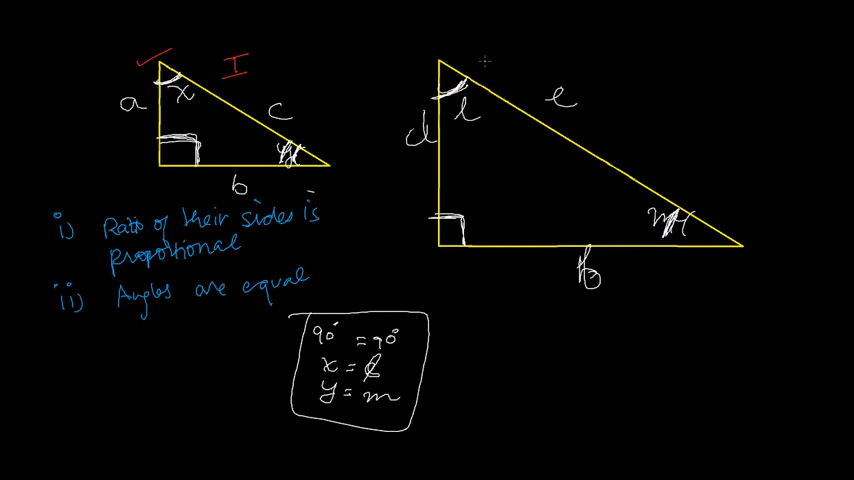 I
a
x
c
y
b
d
l
e
m
i) Ratio of their sides is
proportional
ii) Angles are equal
90° = 90°
x = l
y = m